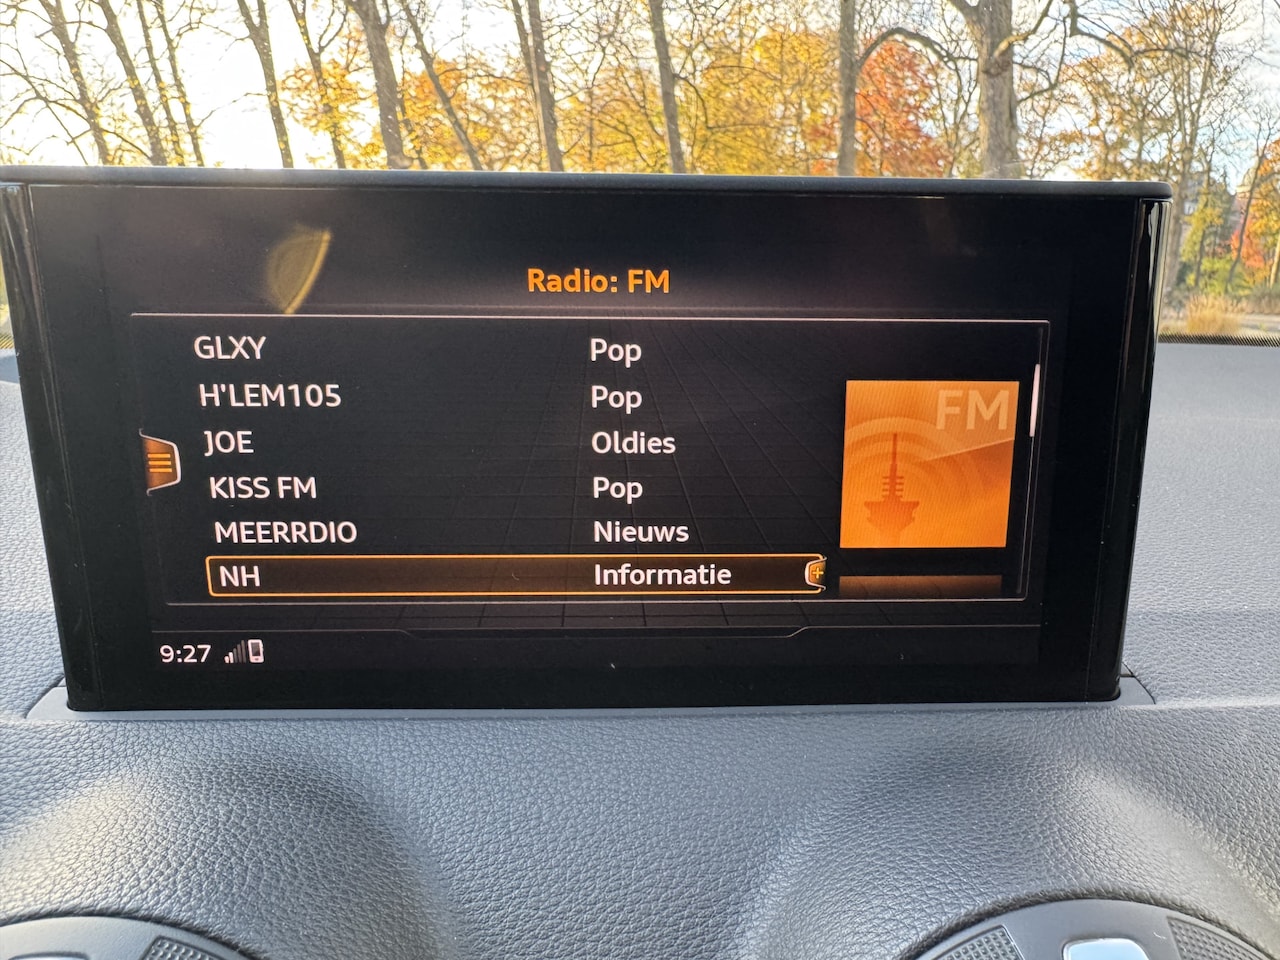 Radio: FM
GLXY Pop
H'LEM105 Pop
JOE Oldies
KISS FM Pop
MEERRDIO Nieuws
NH Informatie
FM
9:27